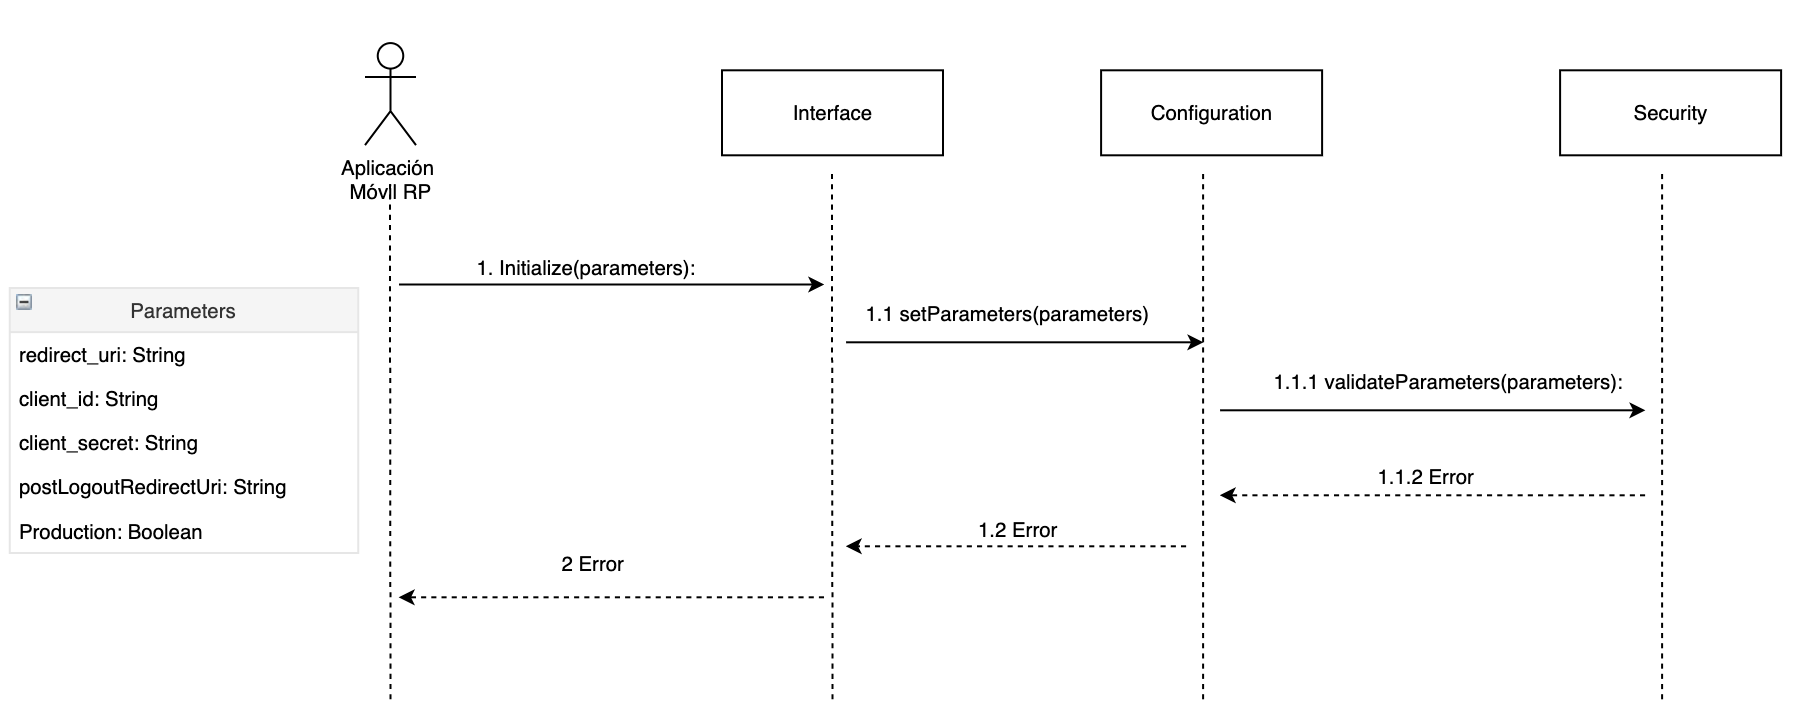 Aplicación
Móvll RP
Interface
Configuration
Security
1. Initialize(parameters):
1.1 setParameters(parameters)
1.1.1 validateParameters(parameters):
1.1.2 Error
1.2 Error
2 Error
Parameters
redirect_uri: String
client_id: String
client_secret: String
postLogoutRedirectUri: String
Production: Boolean